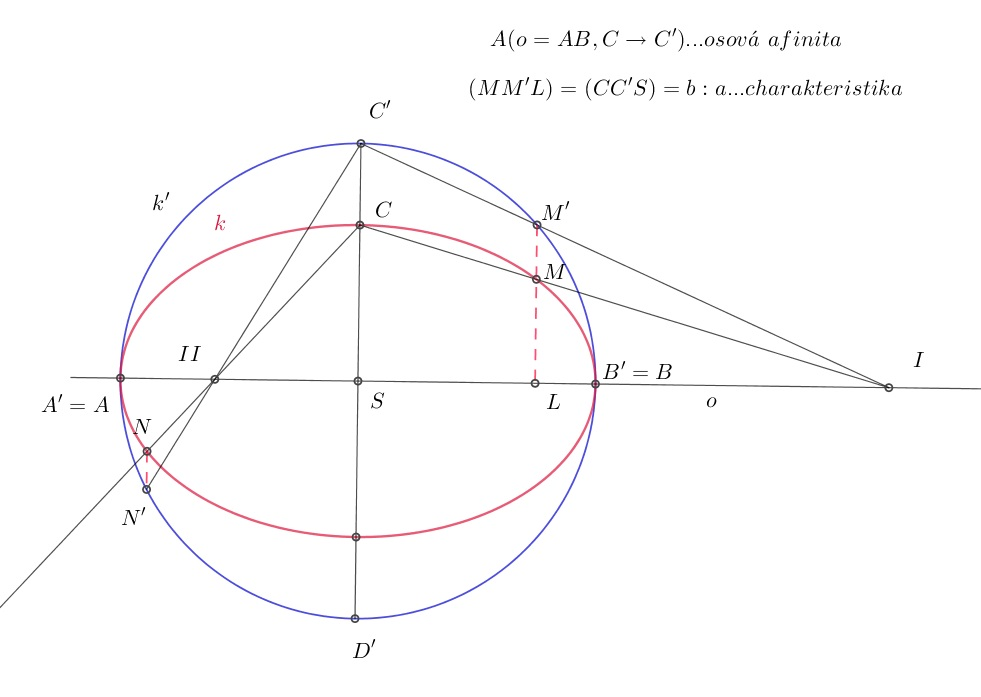 A(o = AB, C → C′)...osová afinita
(MM′L) = (CC′S) = b : a...charakteristika
C′
k′
k
C
M′
M
II
I
B′ = B
A′ = A
S
L
o
N
N′
D′